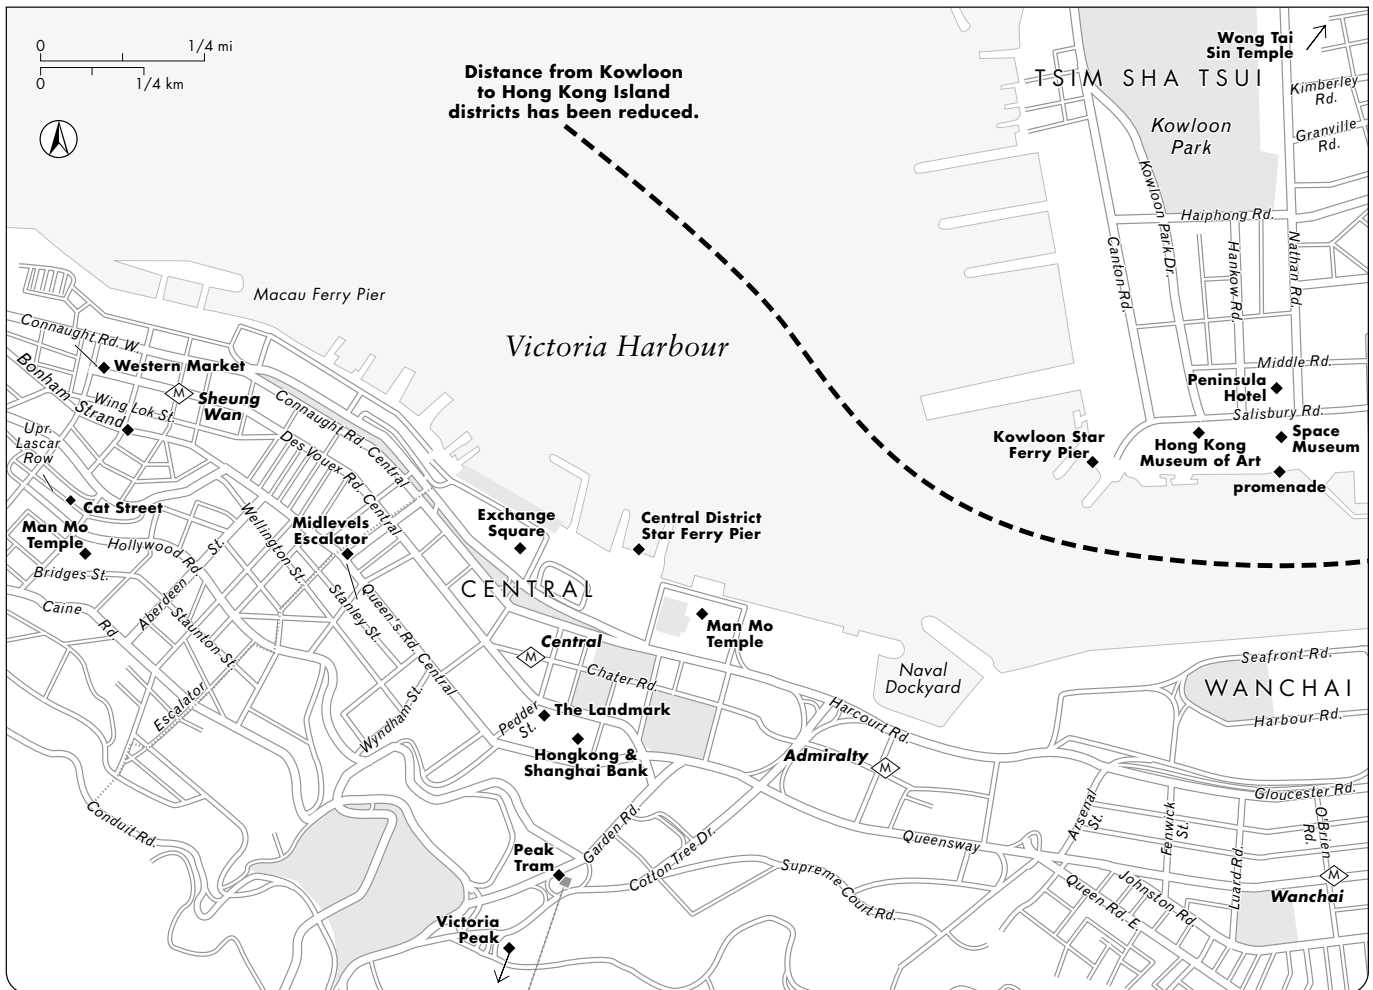 0
1/4 mi
0
1/4 km
Distance from Kowloon
to Hong Kong Island
districts has been reduced.
Wong Tai
Sin Temple
TSIM SHA TSUI
Kimberley
Rd.
Kowloon
Park
Granville
Rd.
Kowloon Park Dr.
Haiphong Rd.
Canton Rd.
Hankow Rd.
Nathan Rd.
Macau Ferry Pier
Victoria Harbour
Connaught Rd. W.
Western Market
Middle Rd.
Bonham Strand
M
Sheung
Wan
Peninsula
Hotel
Wing Lok St.
Connaught Rd. Central
Salisbury Rd.
Upr.
Lascar
Row
Des Vouex Rd. Central
Kowloon Star
Ferry Pier
Hong Kong
Museum of Art
Space
Museum
promenade
Cat Street
Man Mo
Temple
Hollywood Rd.
Wellington St.
Midlevels
Escalator
Exchange
Square
Central District
Star Ferry Pier
Bridges St.
Aberdeen St.
Stanley St.
Queen's Rd. Central
CENTRAL
Caine Rd
Staunton St.
Man Mo
Temple
Central
M
Chater Rd.
Naval
Dockyard
Seafront Rd.
WANCHAI
Harbour Rd.
Escalator
Wyndham St.
Pedder
St.
The Landmark
Harcourt Rd.
Hongkong &
Shanghai Bank
Admiralty
M
Gloucester Rd.
Conduit Rd.
Garden Rd.
Arsenal
St.
Fenwick
St.
O'Brien
Rd.
Peak
Tram
Cotton Tree Dr.
Queensway
Supreme Court Rd.
Queen Rd. E.
Johnston Rd.
Luard Rd.
M
Wanchai
Victoria
Peak